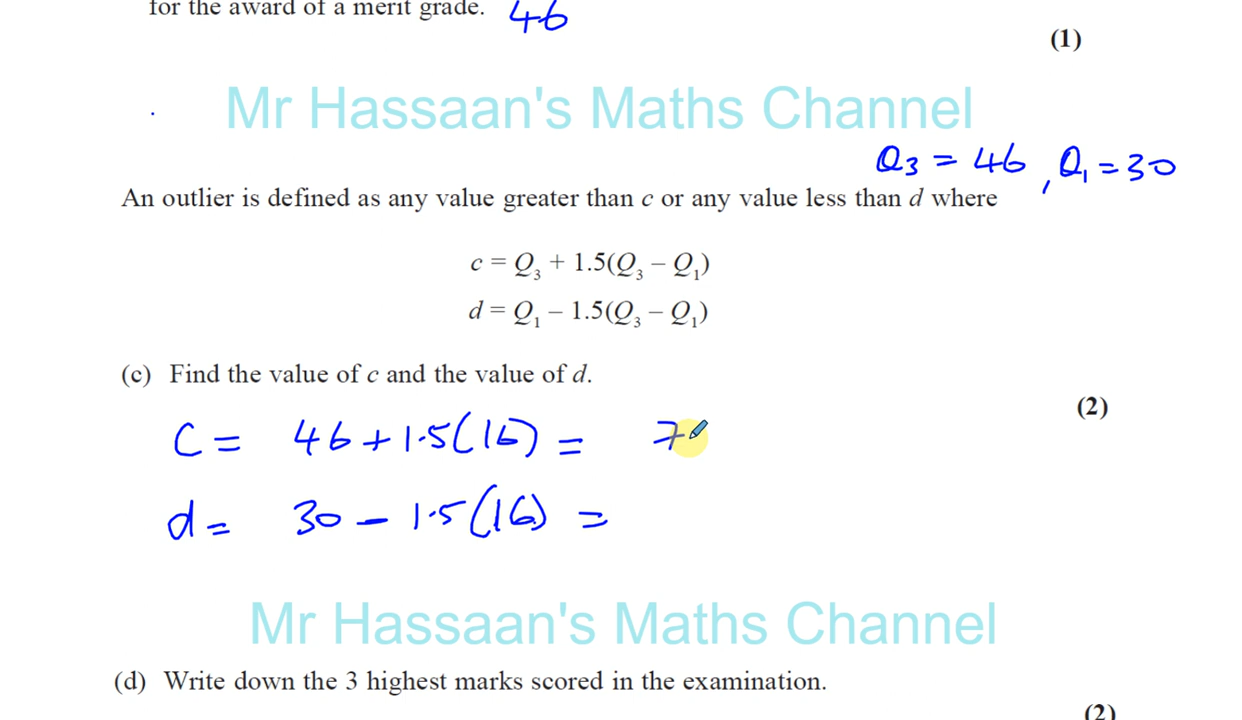 for the award of a merit grade. 46
(1)
Mr Hassaan's Maths Channel
Q3 = 46, Q1 = 30
An outlier is defined as any value greater than c or any value less than d where
c = Q3 + 1.5(Q3 – Q1)
d = Q1 – 1.5(Q3 – Q1)
(c) Find the value of c and the value of d.
(2)
C = 46 + 1.5(16) = 7
d = 30 – 1.5(16) =
Mr Hassaan's Maths Channel
(d) Write down the 3 highest marks scored in the examination.
(2)